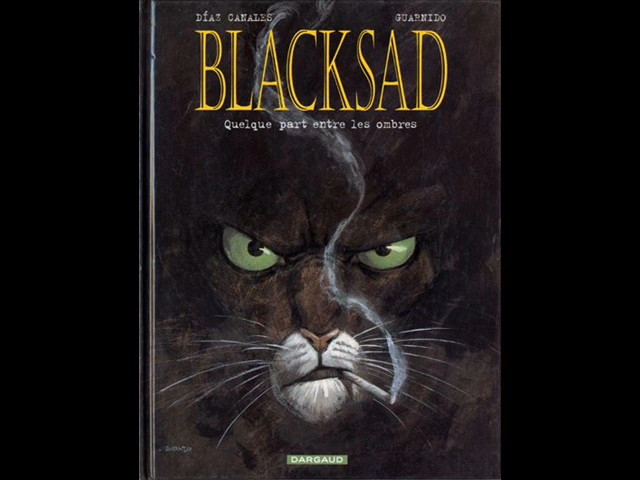 DÍAZ CANALES GUARNIDO
BLACKSAD
Quelque part entre les ombres
DARGAUD